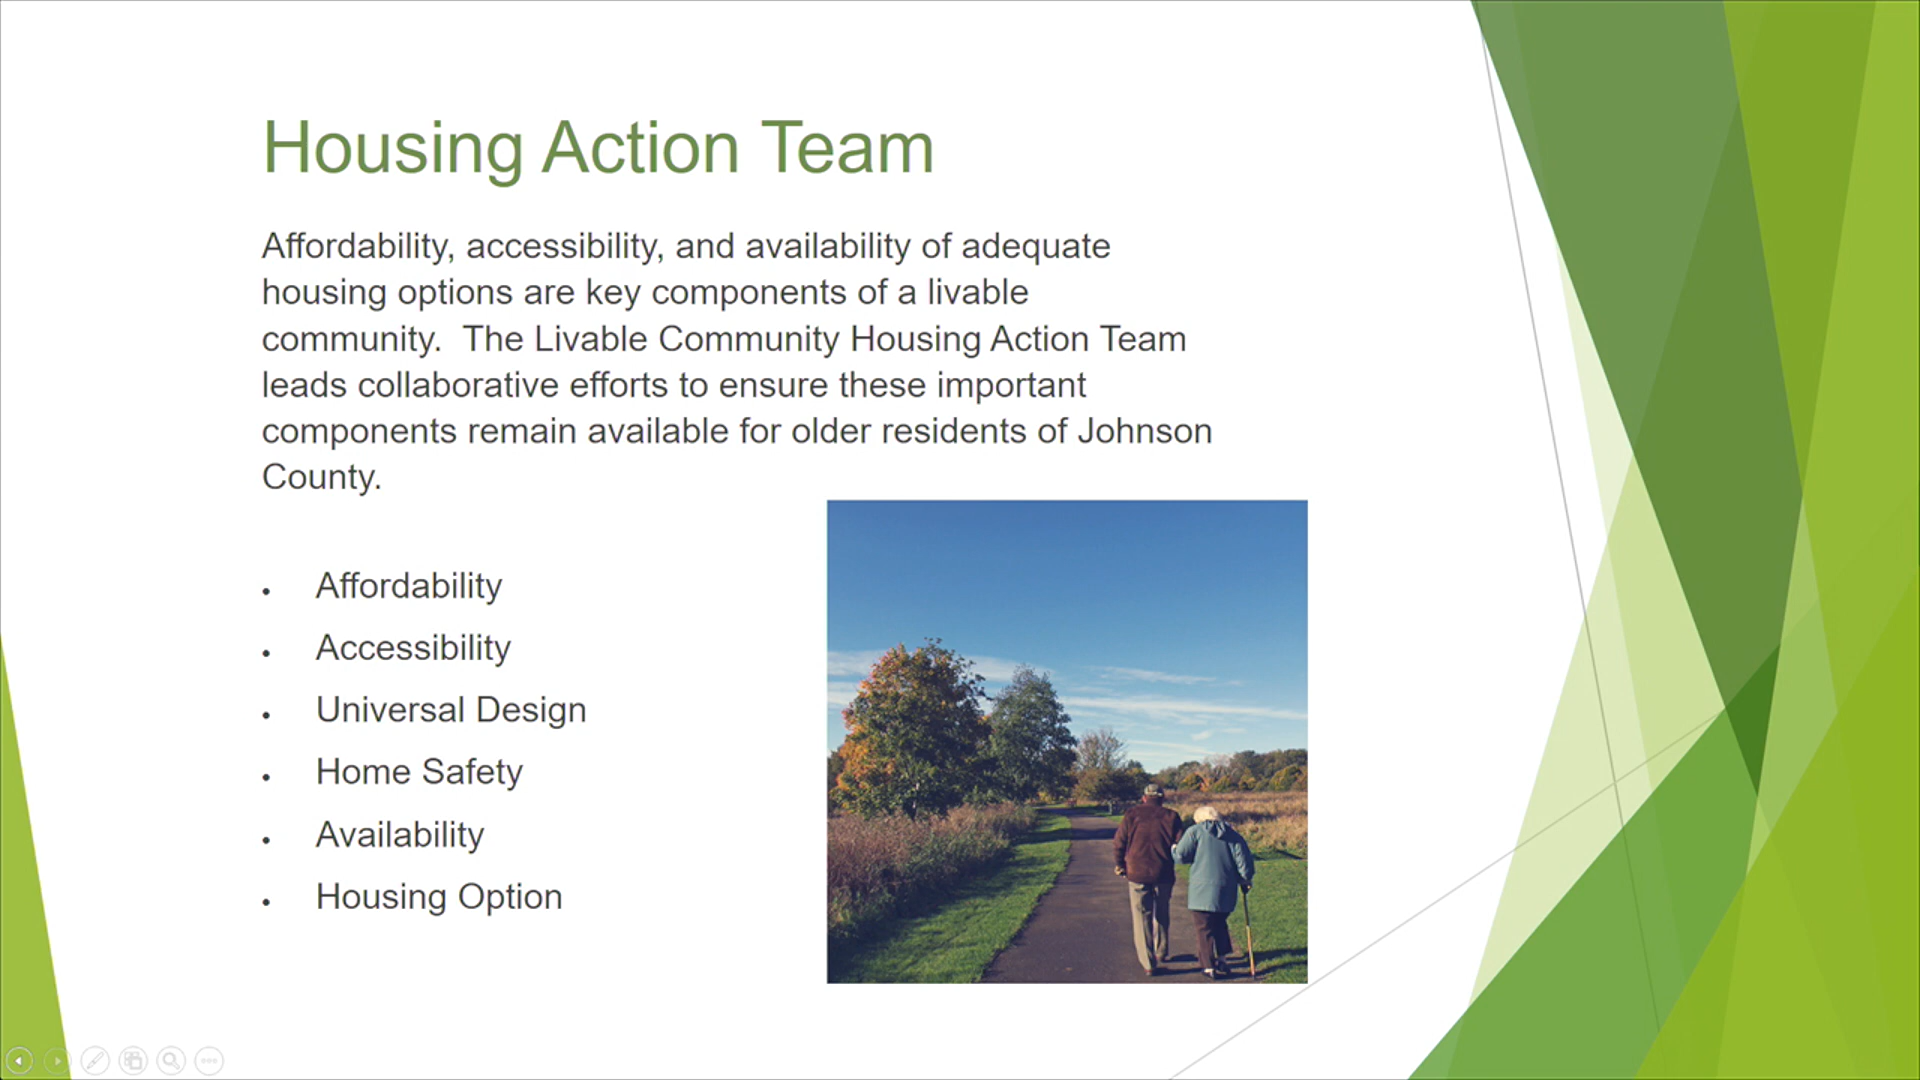 Housing Action Team
Affordability, accessibility, and availability of adequate
housing options are key components of a livable
community.  The Livable Community Housing Action Team
leads collaborative efforts to ensure these important
components remain available for older residents of Johnson
County.
• Affordability
• Accessibility
• Universal Design
• Home Safety
• Availability
• Housing Option